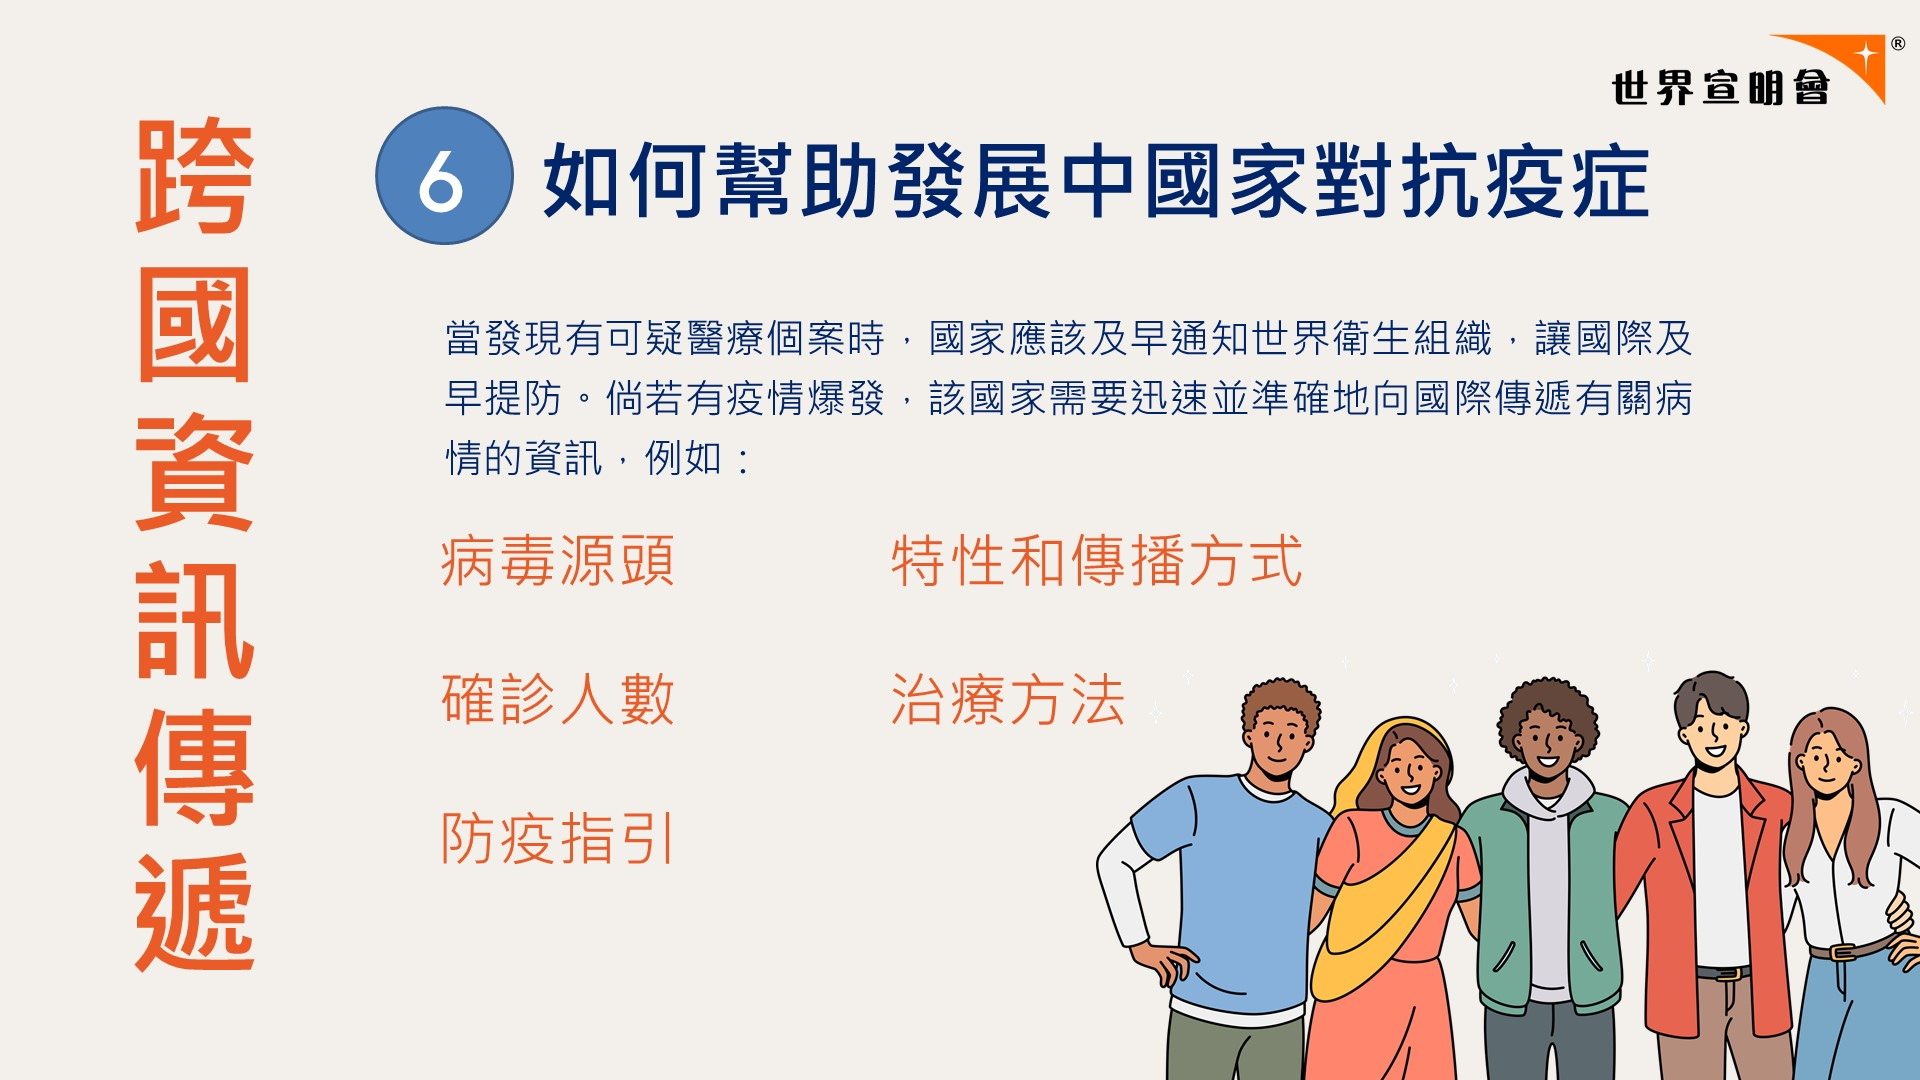 世界宣明會®
跨國資訊傳遞
6 如何幫助發展中國家對抗疫症
當發現有可疑醫療個案時，國家應該及早通知世界衛生組織，讓國際及
早提防。倘若有疫情爆發，該國家需要迅速並準確地向國際傳遞有關病
情的資訊，例如：
病毒源頭
特性和傳播方式
確診人數
治療方法
防疫指引